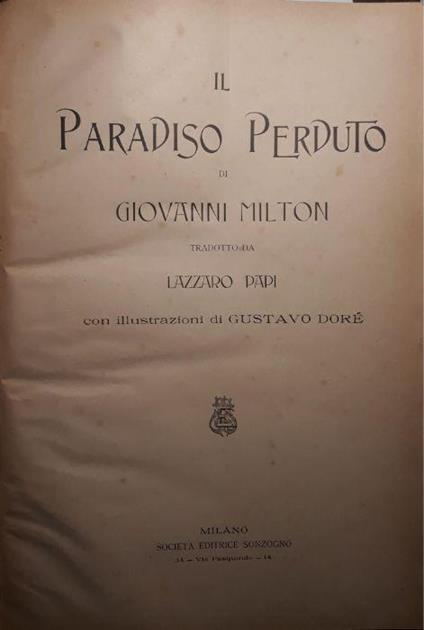 IL
PARADISO PERDUTO
DI
GIOVANNI MILTON
TRADOTTO DA
LAZZARO PAPI
con illustrazioni di GUSTAVO DORÉ
MILANO
SOCIETÀ EDITRICE SONZOGNO
14 — Via Pasquirolo — 14